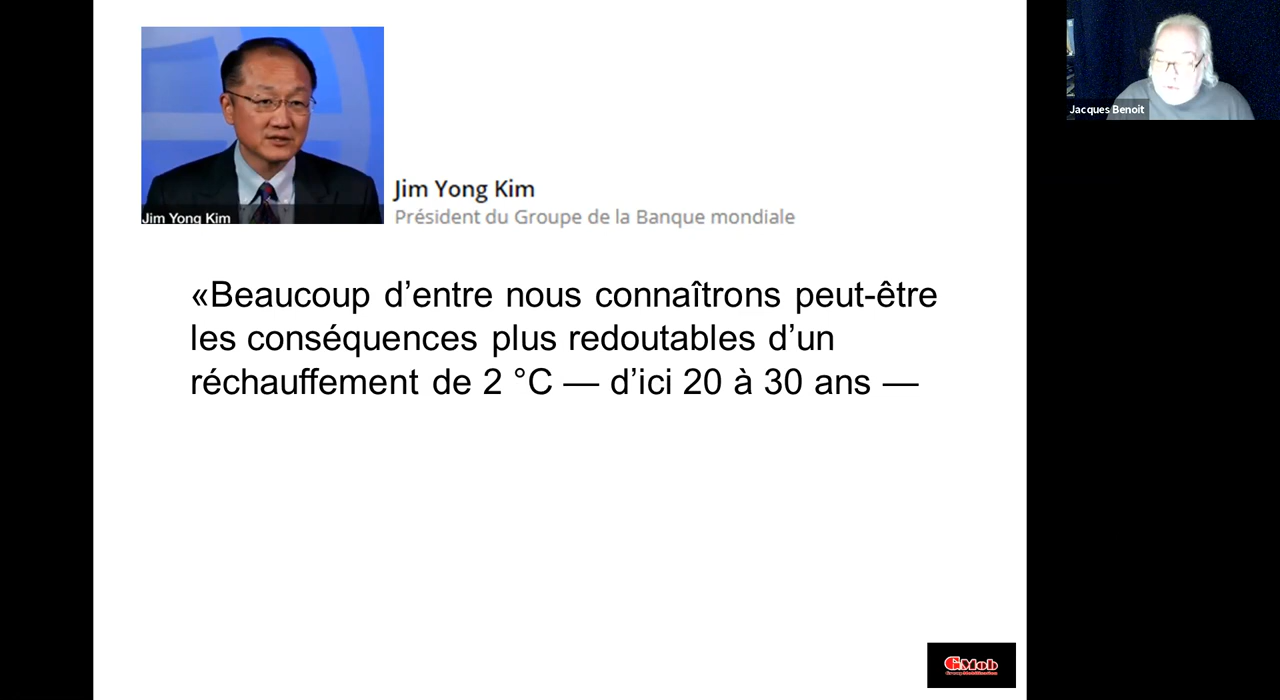 Jacques Benoit
Jim Yong Kim
Jim Yong Kim
Président du Groupe de la Banque mondiale
«Beaucoup d’entre nous connaîtrons peut-être
les conséquences plus redoutables d’un
réchauffement de 2 °C — d’ici 20 à 30 ans —
GMob